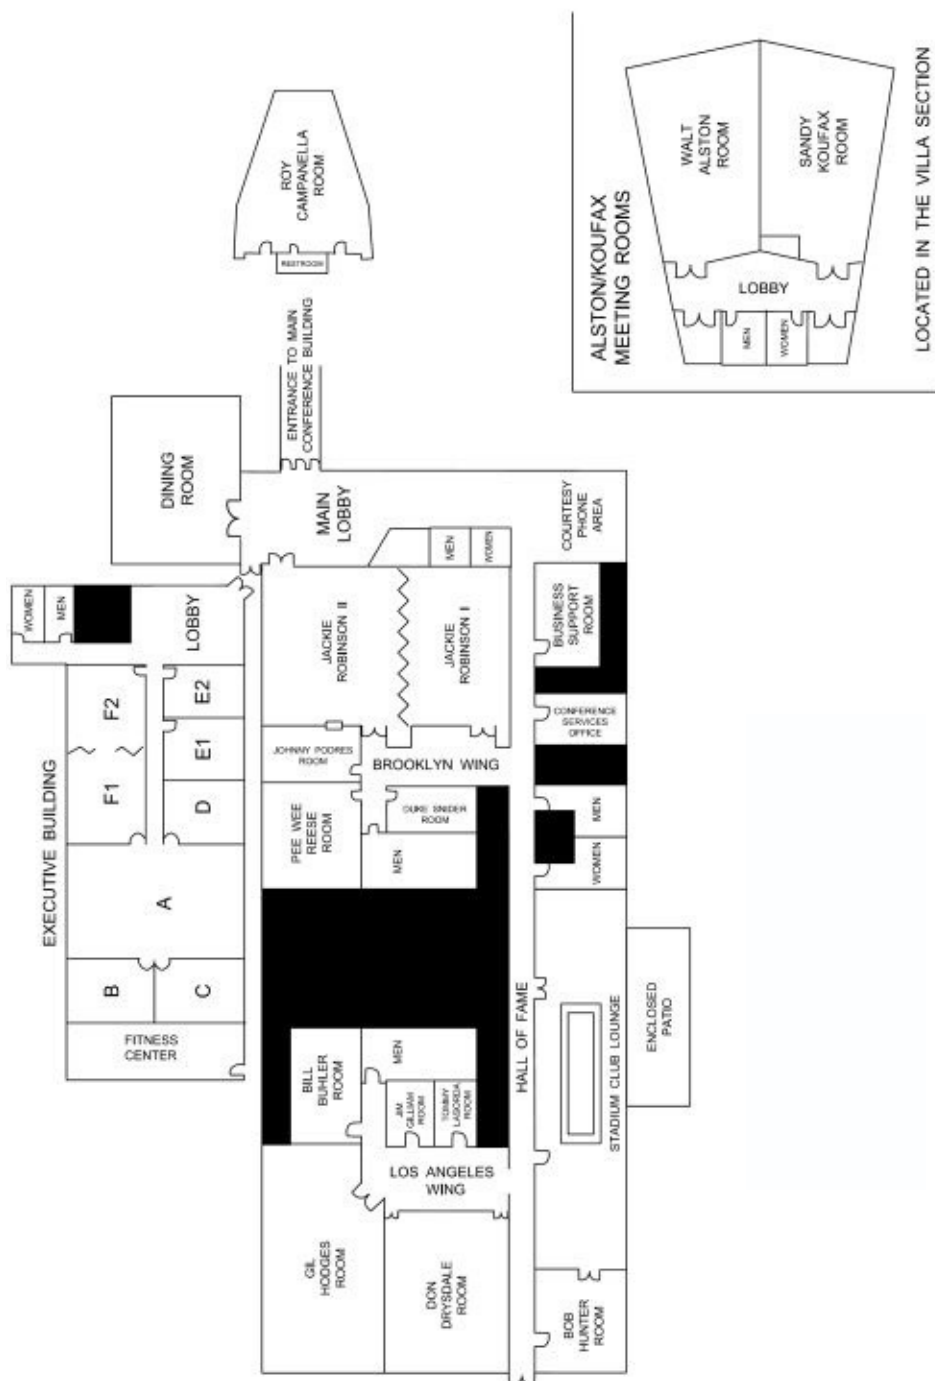 ROY
CAMPANELLA
ROOM
RESTROOM
ENTRANCE TO MAIN
CONFERENCE BUILDING
ALSTON/KOUFAX
MEETING ROOMS
WALT
ALSTON
ROOM
SANDY
KOUFAX
ROOM
LOBBY
MEN
WOMEN
LOCATED IN THE VILLA SECTION
DINING
ROOM
MAIN
LOBBY
COURTESY
PHONE
AREA
MEN
WOMEN
WOMEN
MEN
LOBBY
EXECUTIVE BUILDING
F2
E2
F1
E1
D
A
B
C
FITNESS
CENTER
JACKIE
ROBINSON II
JACKIE
ROBINSON I
BUSINESS
SUPPORT
ROOM
CONFERENCE
SERVICES
OFFICE
JOHNNY PODRES
ROOM
BROOKLYN WING
PEE WEE
REESE
ROOM
DUKE SNIDER
ROOM
MEN
MEN
WOMEN
HALL OF FAME
STADIUM CLUB LOUNGE
ENCLOSED
PATIO
BILL
BUHLER
ROOM
MEN
JIM
GILLIAM
ROOM
TOMMY
LASORDA
ROOM
LOS ANGELES
WING
GIL
HODGES
ROOM
DON
DRYSDALE
ROOM
BOB
HUNTER
ROOM